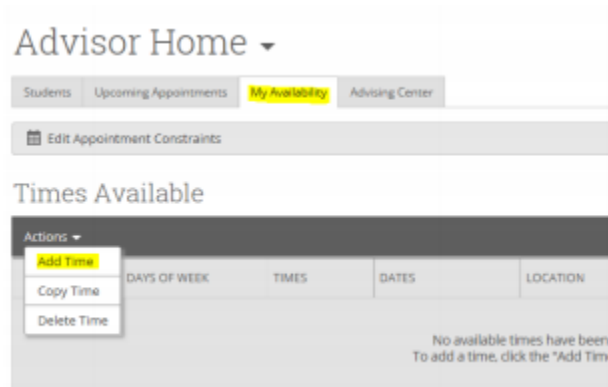 Advisor Home
Students Upcoming Appointments My Availability Advising Center
Edit Appointment Constraints
Times Available
Actions
Add Time
DAYS OF WEEK TIMES DATES LOCATION
Copy Time
Delete Time
No available times have been
To add a time, click the "Add Time